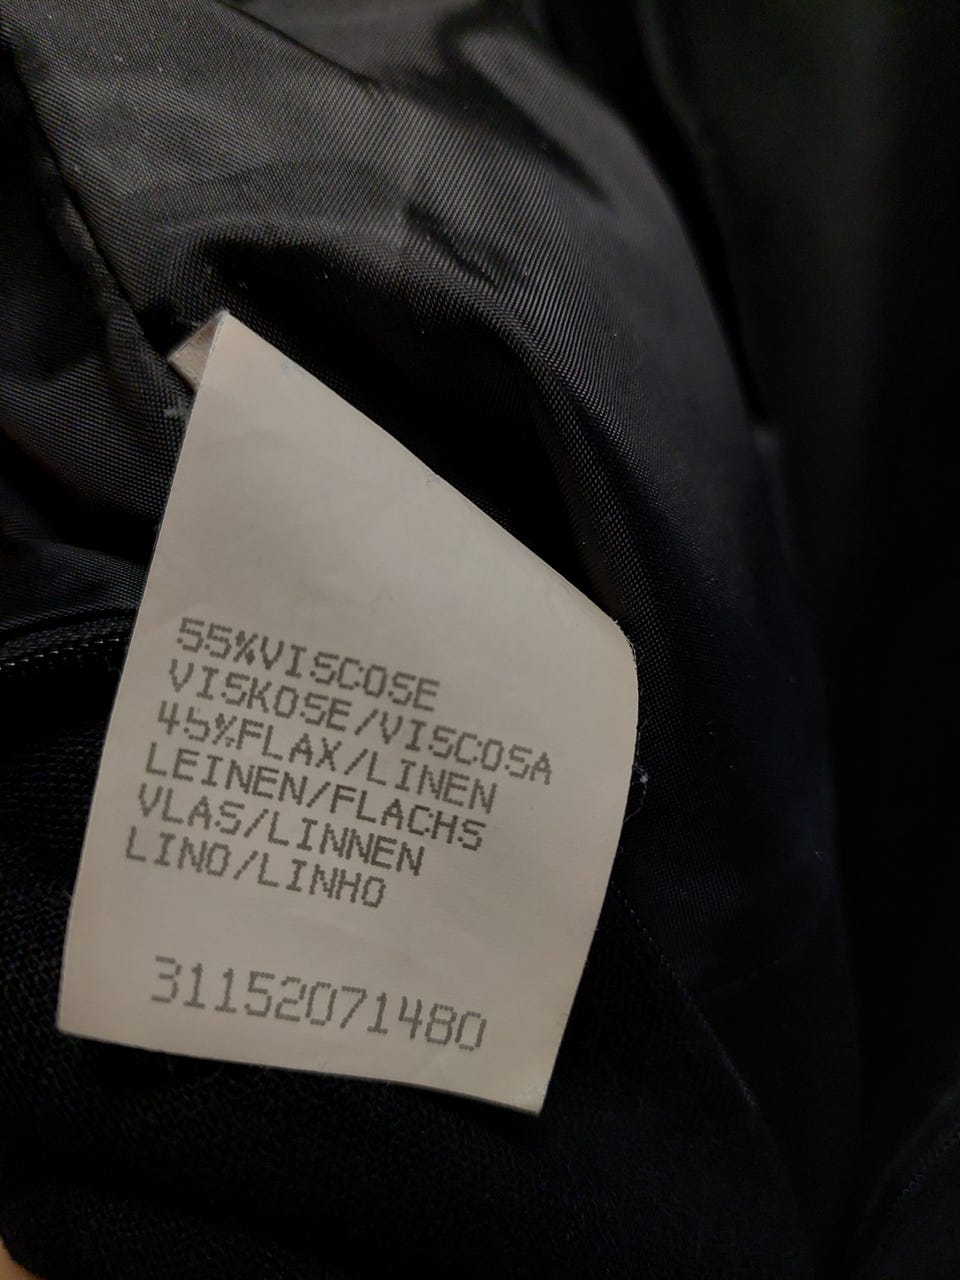 55%VISCOSE
VISKOSE/VISCOSA
45%FLAX/LINEN
LEINEN/FLACHS
VLAS/LINNEN
LINO/LINHO
31152071480